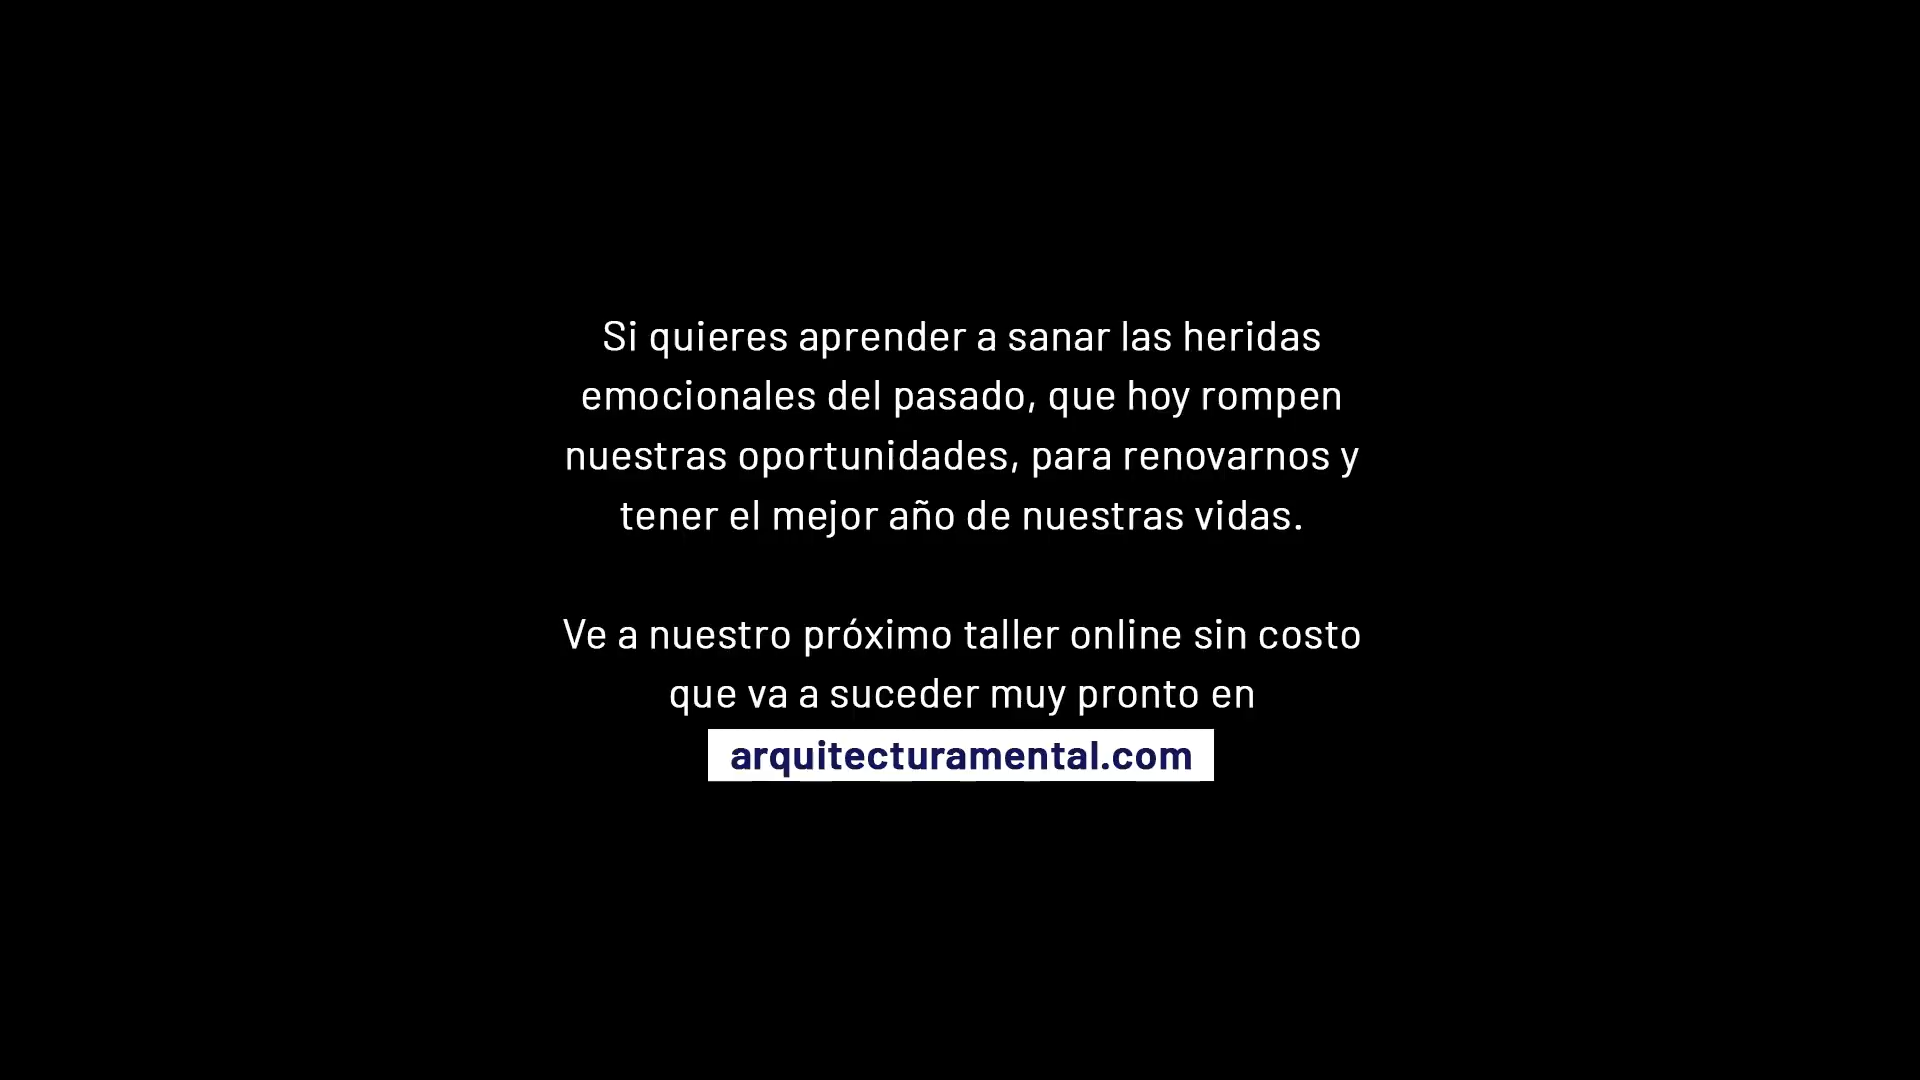 Si quieres aprender a sanar las heridas
emocionales del pasado, que hoy rompen
nuestras oportunidades, para renovarnos y
tener el mejor año de nuestras vidas.
Ve a nuestro próximo taller online sin costo
que va a suceder muy pronto en
arquitecturamental.com